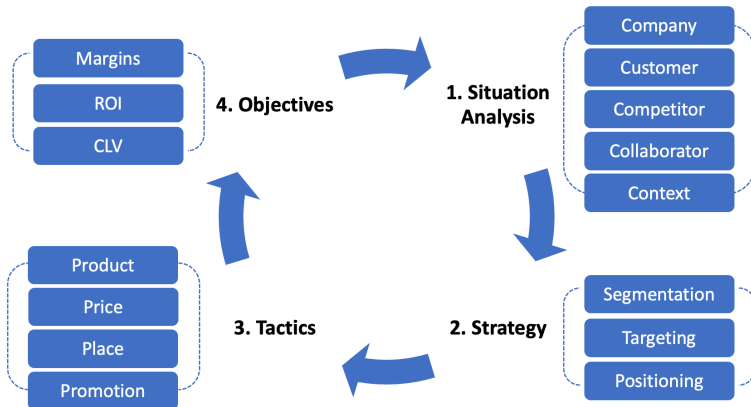 Margins
ROI
CLV
4. Objectives
1. Situation
Analysis
Company
Customer
Competitor
Collaborator
Context
Product
Price
Place
Promotion
3. Tactics
2. Strategy
Segmentation
Targeting
Positioning